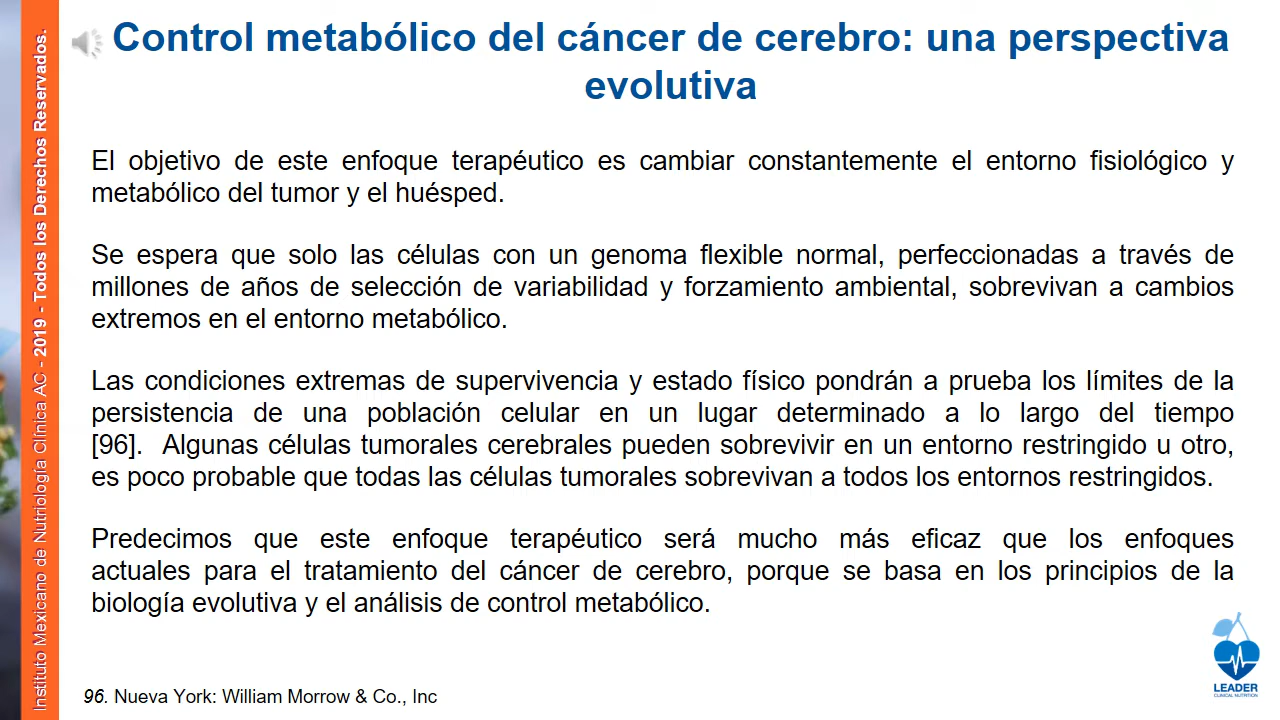 Control metabólico del cáncer de cerebro: una perspectiva
evolutiva
El objetivo de este enfoque terapéutico es cambiar constantemente el entorno fisiológico y
metabólico del tumor y el huésped.
Se espera que solo las células con un genoma flexible normal, perfeccionadas a través de
millones de años de selección de variabilidad y forzamiento ambiental, sobrevivan a cambios
extremos en el entorno metabólico.
Las condiciones extremas de supervivencia y estado físico pondrán a prueba los límites de la
persistencia de una población celular en un lugar determinado a lo largo del tiempo
[96]. Algunas células tumorales cerebrales pueden sobrevivir en un entorno restringido u otro,
es poco probable que todas las células tumorales sobrevivan a todos los entornos restringidos.
Predecimos que este enfoque terapéutico será mucho más eficaz que los enfoques
actuales para el tratamiento del cáncer de cerebro, porque se basa en los principios de la
biología evolutiva y el análisis de control metabólico.
96. Nueva York: William Morrow & Co., Inc
Instituto Mexicano de Nutriología Clínica AC - 2019 - Todos los Derechos Reservados.
LEADER
CLINICAL NUTRITION